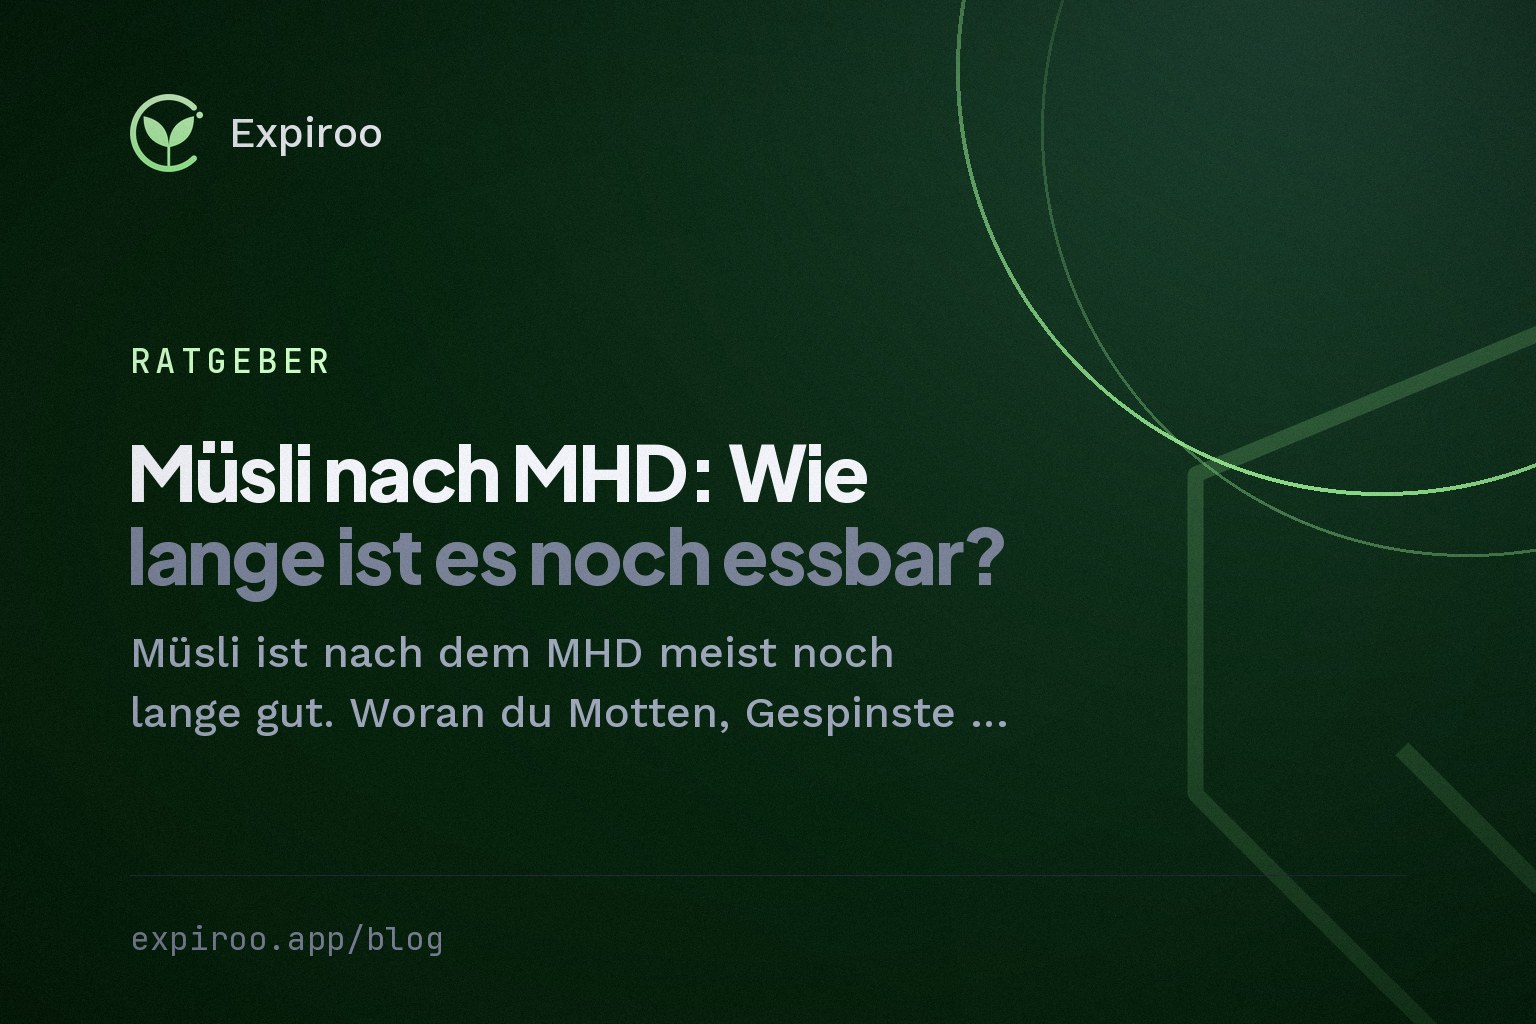 Expiroo
RATGEBER
Müsli nach MHD: Wie
lange ist es noch essbar?
Müsli ist nach dem MHD meist noch
lange gut. Woran du Motten, Gespinste ...
expiroo.app/blog